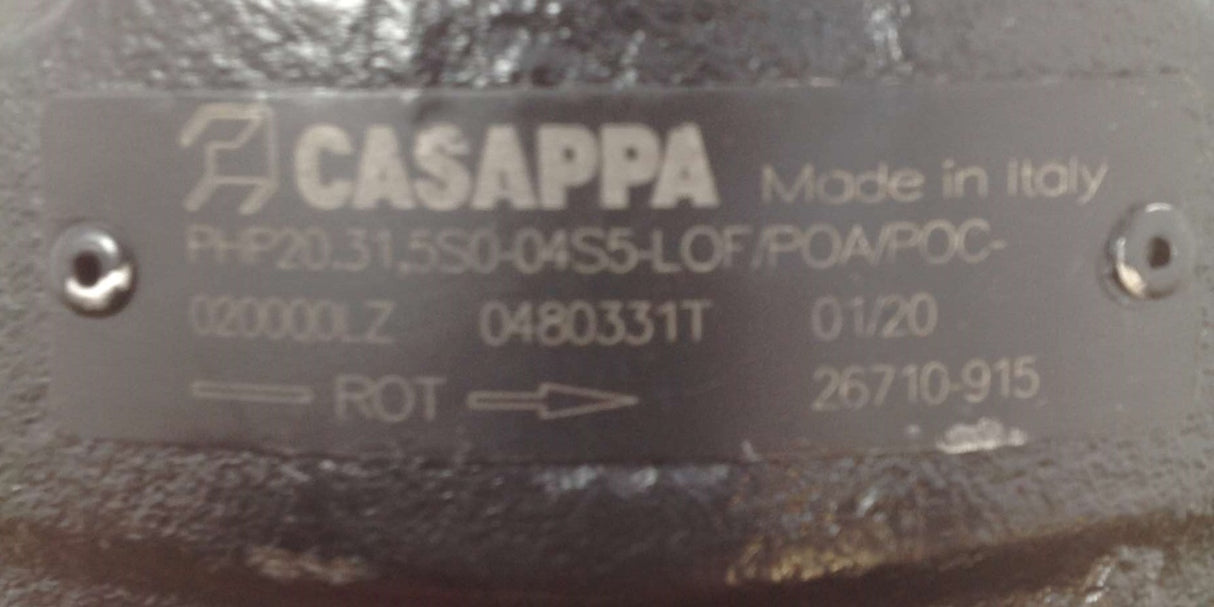 CASAPPA Made in Italy
PHP20.31,5S0-04S5-LOF/POA/POC-
020000LZ 0480331T 01/20
ROT 26710-915